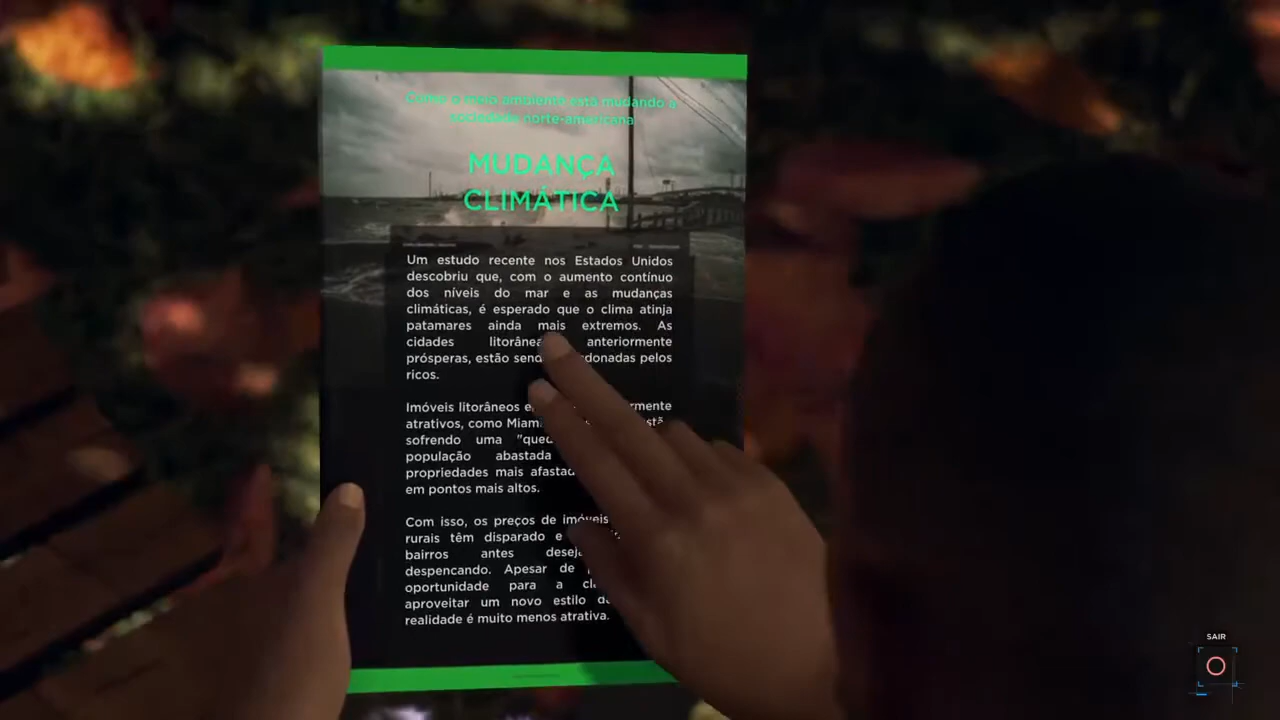 Como o meio ambiente está mudando a
sociedade norte-americana
MUDANÇA
CLIMÁTICA
Um estudo recente nos Estados Unidos
descobriu que, com o aumento contínuo
dos níveis do mar e as mudanças
climáticas, é esperado que o clima atinja
patamares ainda mais extremos. As
cidades anteriormente
prósperas, estão pelos
ricos.
Imóveis litorâneos
atrativos, como
sofrendo uma
população abastada
propriedades mais
em pontos mais altos.
Com isso, os preços de
rurais têm disparado e
bairros antes
despencando. Apesar de
oportunidade para a
aproveitar um novo estilo
realidade é muito menos atrativa.
SAIR